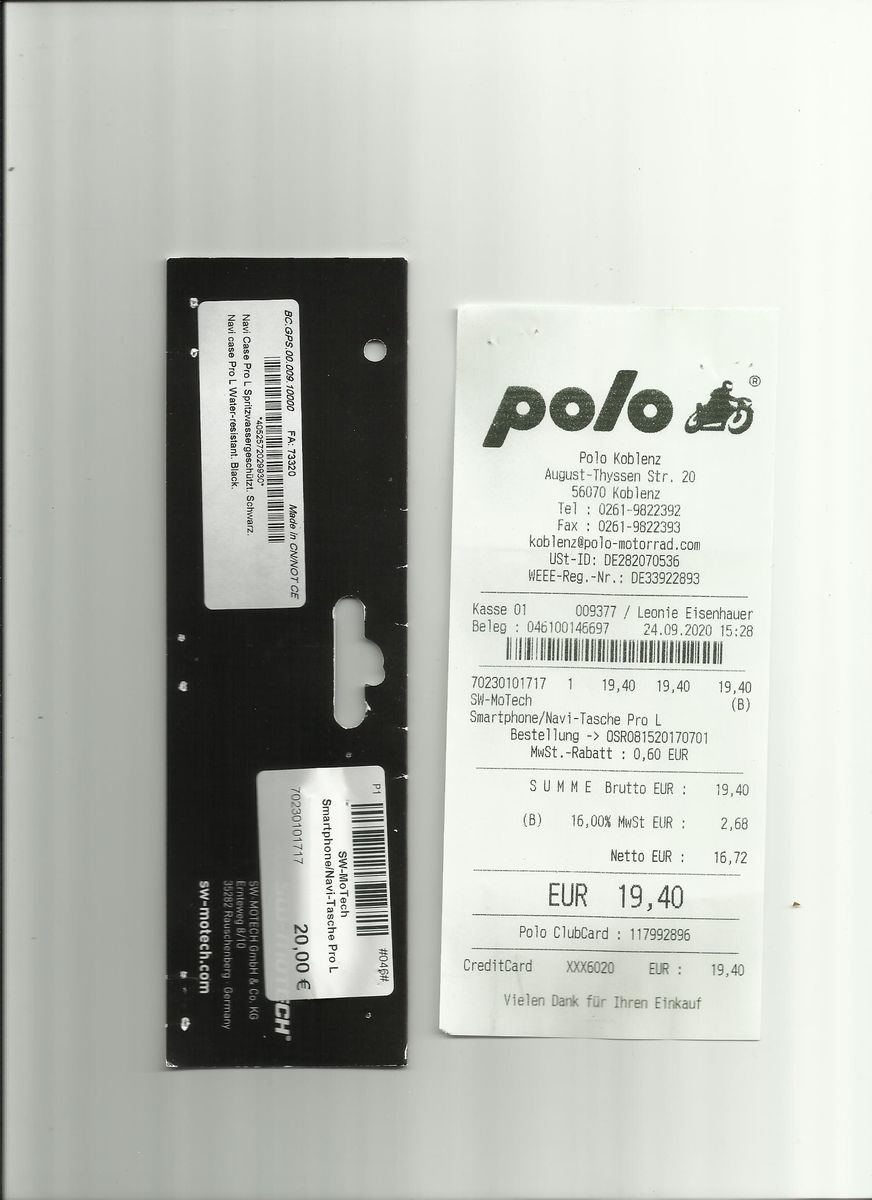 BC.GPS.00.009.10000 FA: 73320 Made in CN/NOT CE
*4052572029930*
Navi Case Pro L Spritzwassergeschützt. Schwarz.
Navi case Pro L Water-resistant. Black.
P1 #046#
SW-MoTech
Smartphone/Navi-Tasche Pro L
70230101717 20,00 €
SW-MOTECH®
SW-MOTECH GmbH & Co. KG
Ernteweg 8/10
35282 Rauschenberg · Germany
sw-motech.com
polo ®
Polo Koblenz
August-Thyssen Str. 20
56070 Koblenz
Tel : 0261-9822392
Fax : 0261-9822393
koblenz@polo-motorrad.com
USt-ID: DE282070536
WEEE-Reg.-Nr.: DE33922893
Kasse 01 009377 / Leonie Eisenhauer
Beleg : 046100146697 24.09.2020 15:28
70230101717 1 19,40 19,40 19,40
SW-MoTech (B)
Smartphone/Navi-Tasche Pro L
Bestellung -> OSR081520170701
MwSt.-Rabatt : 0,60 EUR
S U M M E Brutto EUR : 19,40
(B) 16,00% MwSt EUR : 2,68
Netto EUR : 16,72
EUR 19,40
Polo ClubCard : 117992896
CreditCard XXX6020 EUR : 19,40
Vielen Dank für Ihren Einkauf